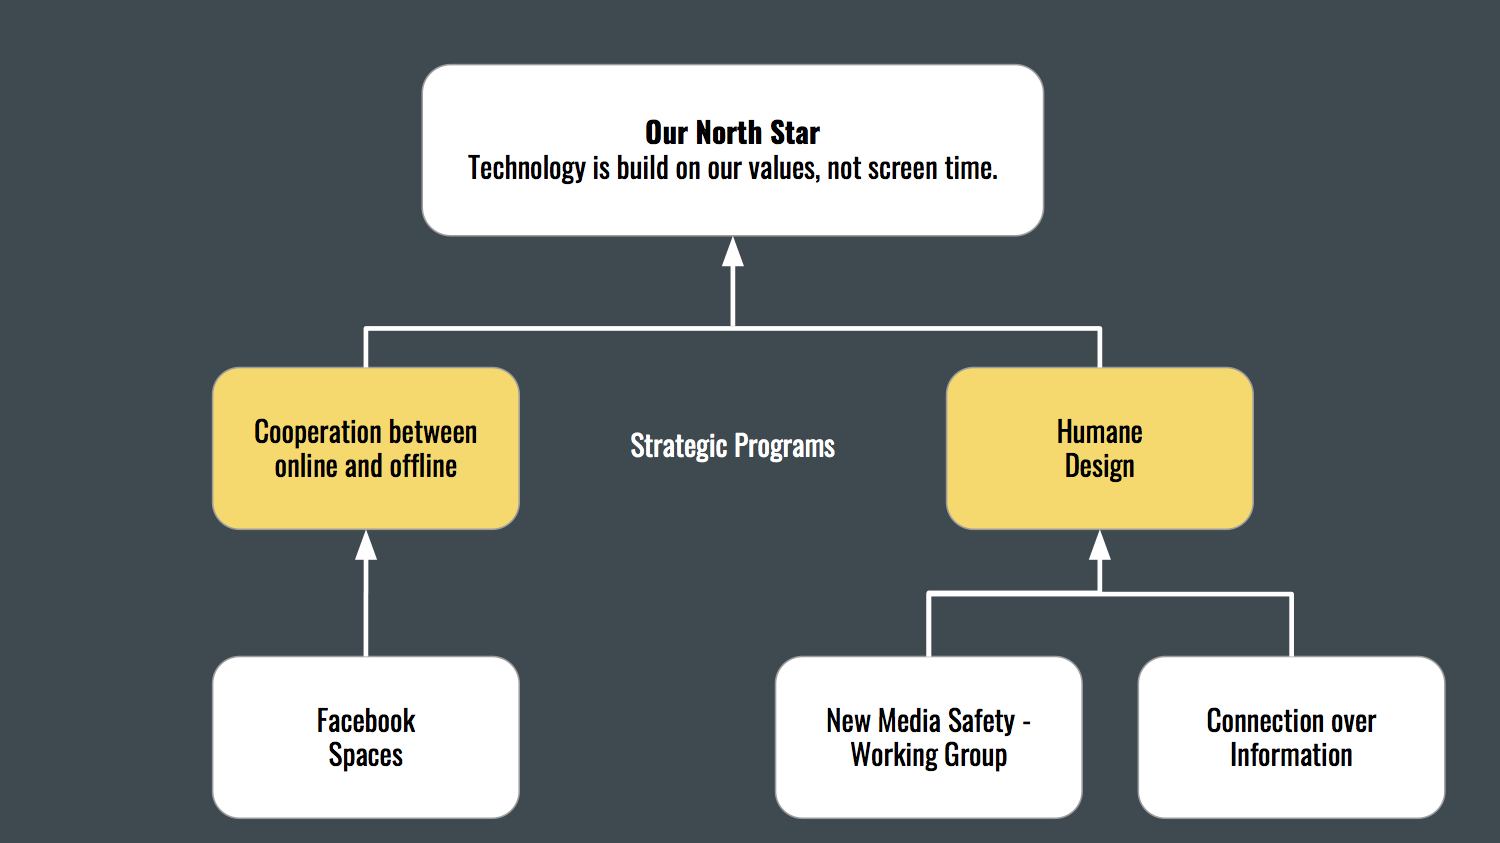 Our North Star
Technology is build on our values, not screen time.
Cooperation between
online and offline
Strategic Programs
Humane
Design
Facebook
Spaces
New Media Safety -
Working Group
Connection over
Information